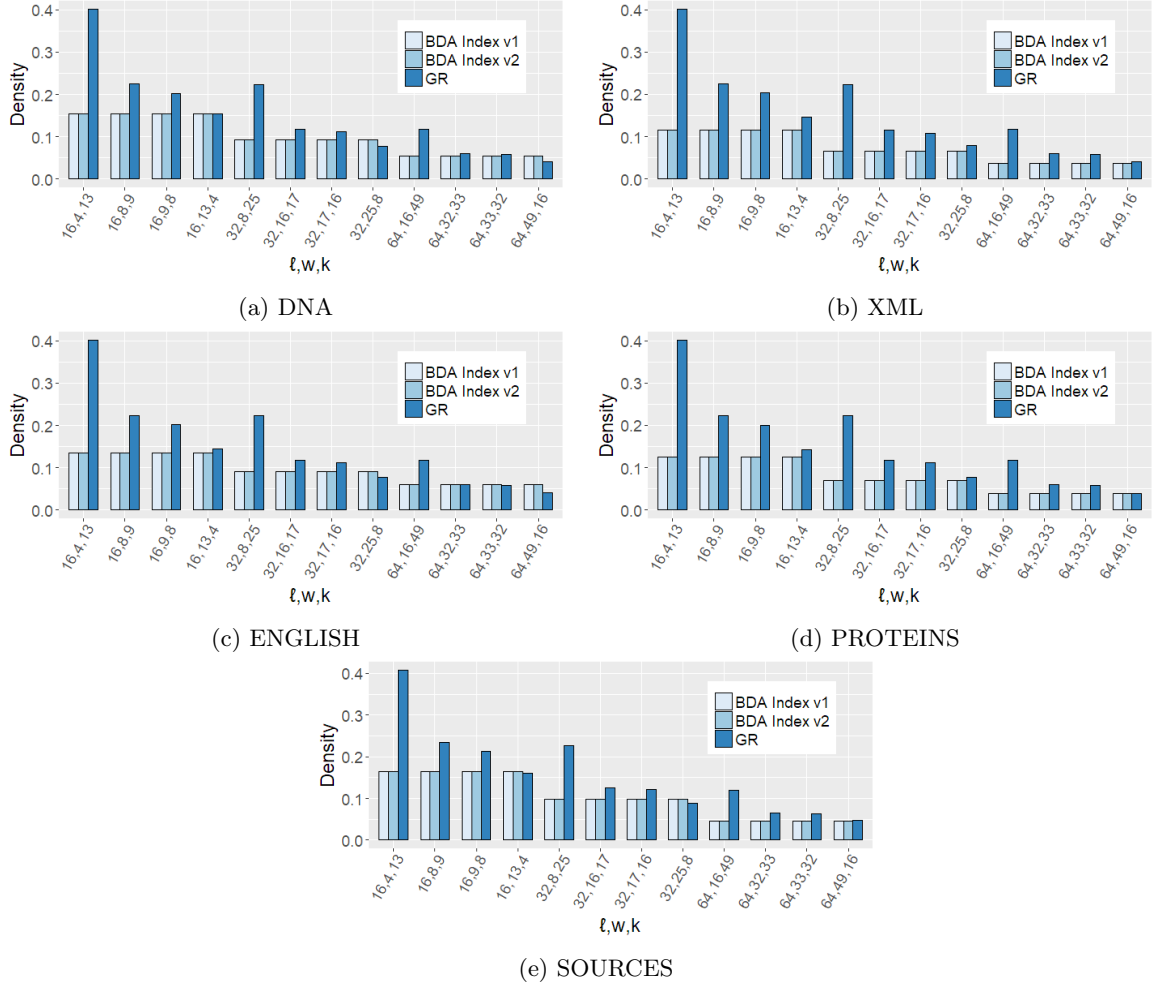 Density
0.4
0.3
0.2
0.1
0.0
BDA Index v1
BDA Index v2
GR
16,4,13
16,8,9
16,9,8
16,13,4
32,8,25
32,16,17
32,17,16
32,25,8
64,16,49
64,32,33
64,33,32
64,49,16
ℓ,w,k
(a) DNA
Density
0.4
0.3
0.2
0.1
0.0
BDA Index v1
BDA Index v2
GR
16,4,13
16,8,9
16,9,8
16,13,4
32,8,25
32,16,17
32,17,16
32,25,8
64,16,49
64,32,33
64,33,32
64,49,16
ℓ,w,k
(b) XML
Density
0.4
0.3
0.2
0.1
0.0
BDA Index v1
BDA Index v2
GR
16,4,13
16,8,9
16,9,8
16,13,4
32,8,25
32,16,17
32,17,16
32,25,8
64,16,49
64,32,33
64,33,32
64,49,16
ℓ,w,k
(c) ENGLISH
Density
0.4
0.3
0.2
0.1
0.0
BDA Index v1
BDA Index v2
GR
16,4,13
16,8,9
16,9,8
16,13,4
32,8,25
32,16,17
32,17,16
32,25,8
64,16,49
64,32,33
64,33,32
64,49,16
ℓ,w,k
(d) PROTEINS
Density
0.4
0.3
0.2
0.1
0.0
BDA Index v1
BDA Index v2
GR
16,4,13
16,8,9
16,9,8
16,13,4
32,8,25
32,16,17
32,17,16
32,25,8
64,16,49
64,32,33
64,33,32
64,49,16
ℓ,w,k
(e) SOURCES